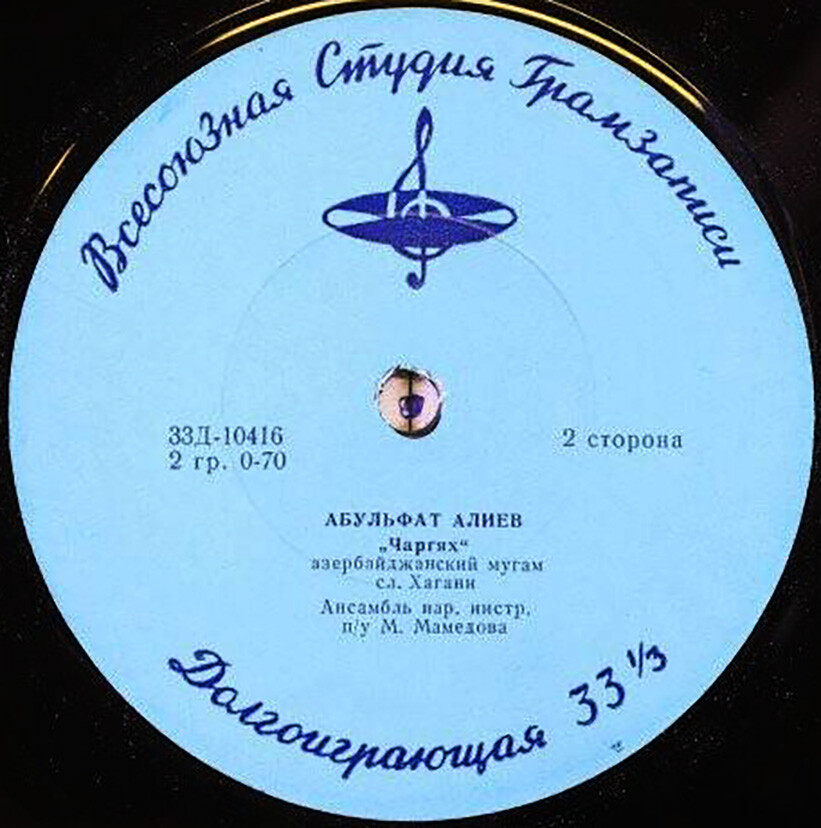 Всесоюзная Студия Грамзаписи
33Д-10416
2 гр. 0-70
2 сторона
АБУЛЬФАТ АЛИЕВ
„Чаргях“
азербайджанский мугам
сл. Хагани
Ансамбль нар. инстр.
п/у М. Мамедова
Долгоиграющая 33 1/3